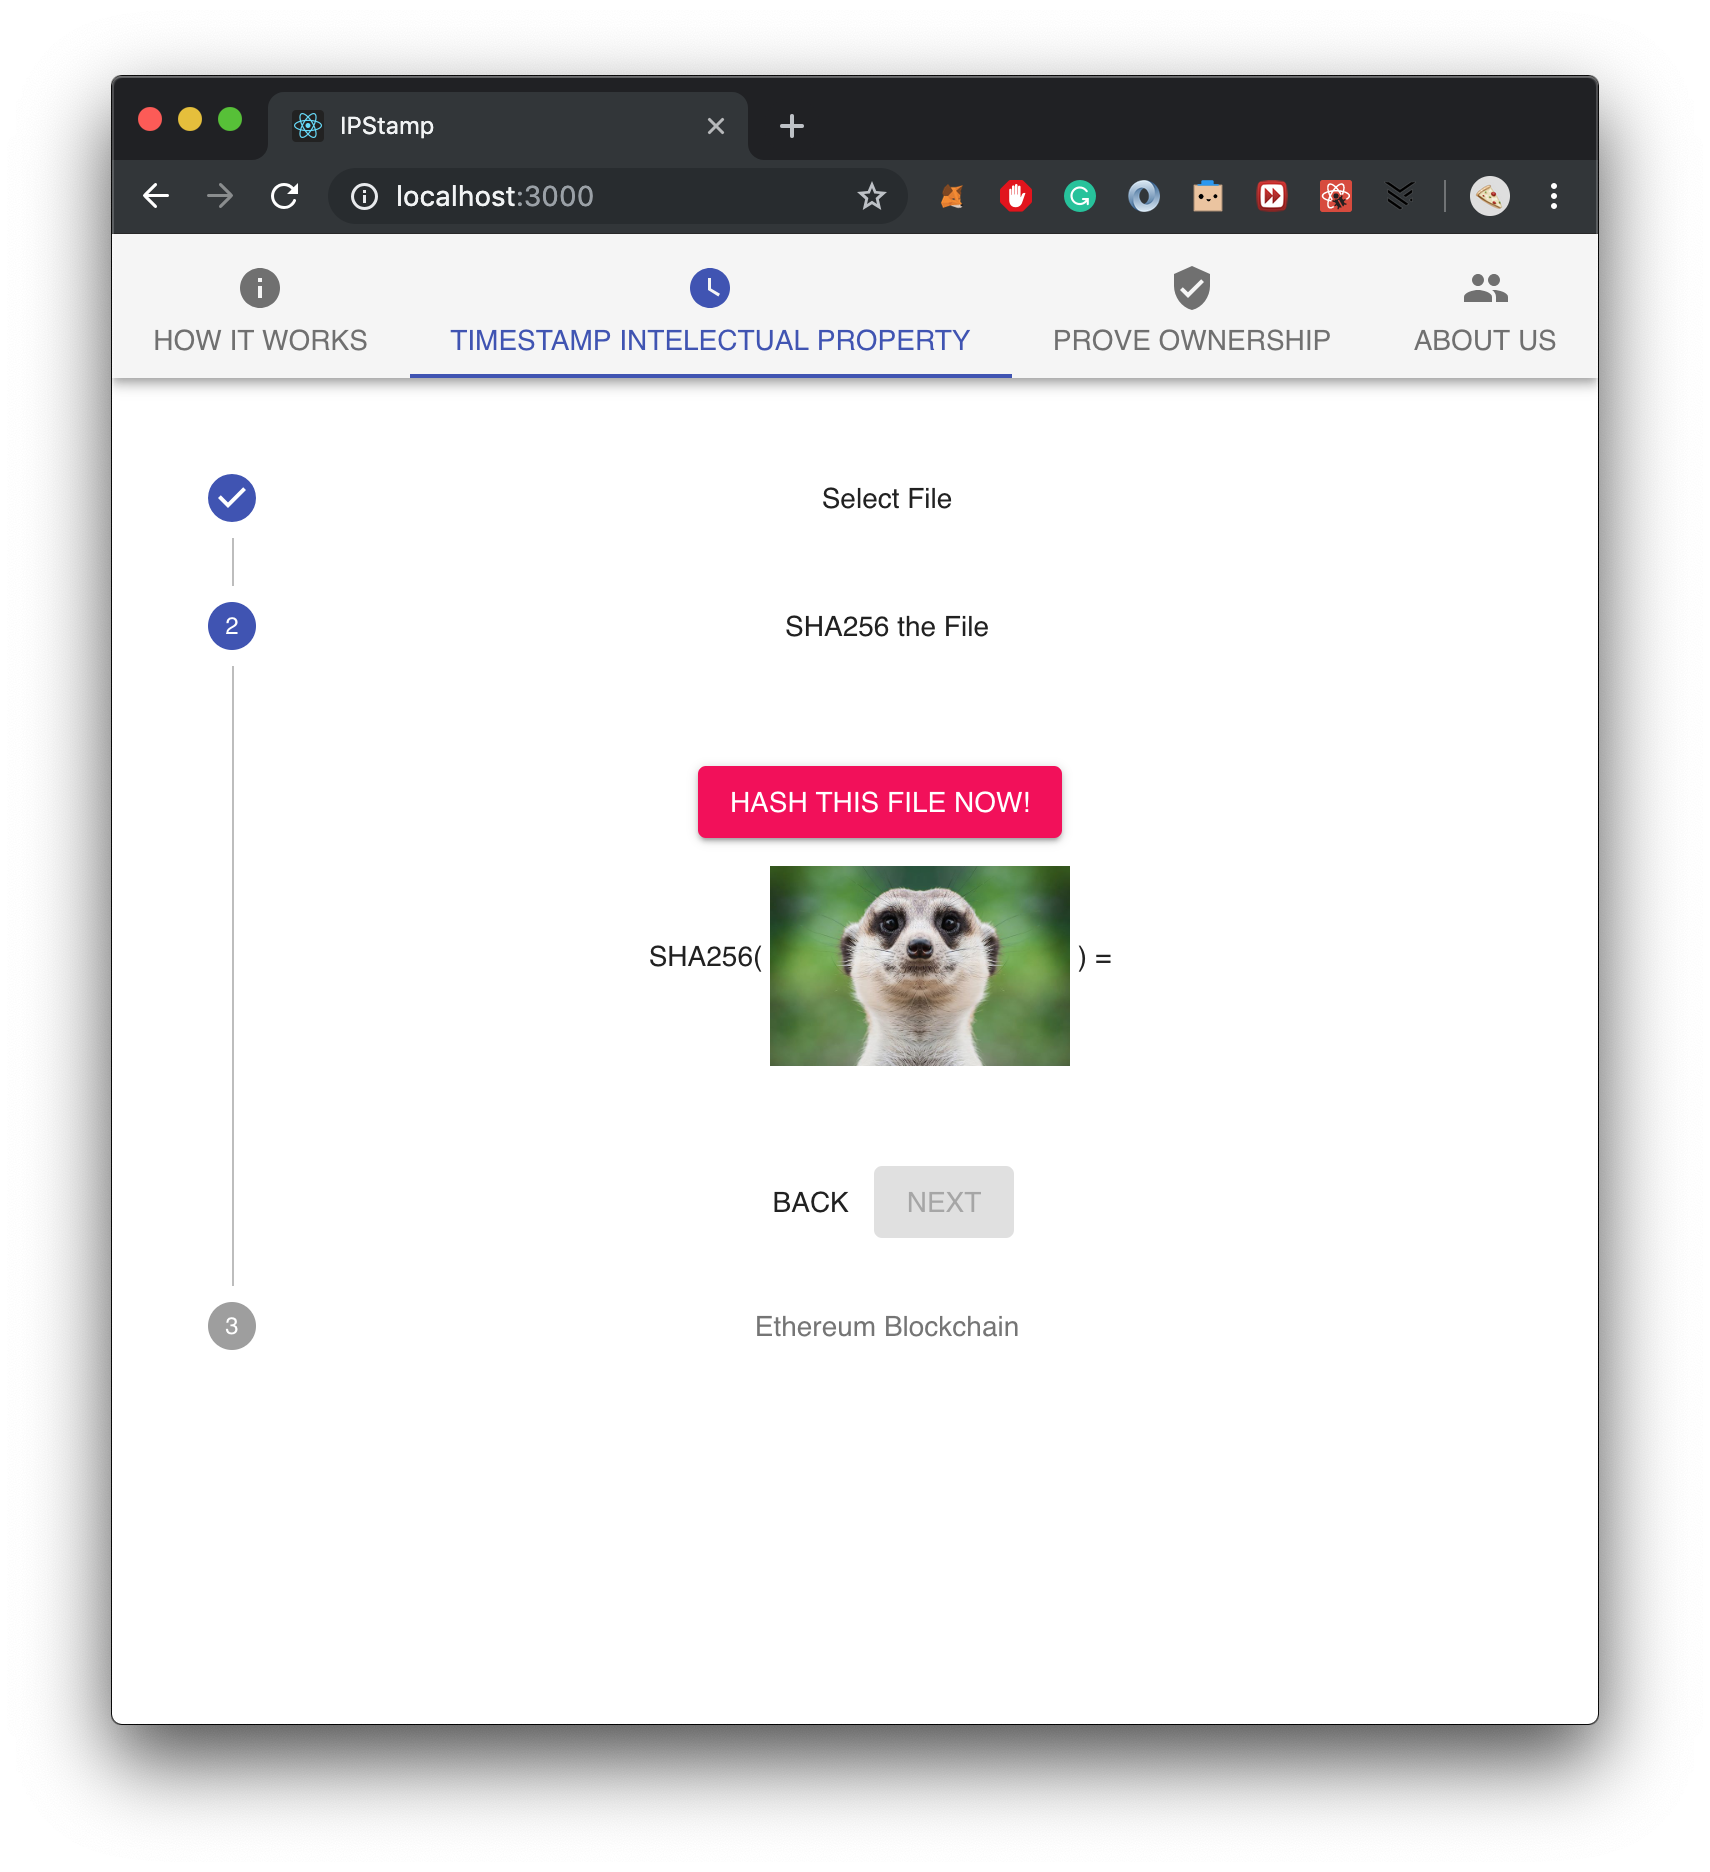 IPStamp
localhost:3000
HOW IT WORKS
TIMESTAMP INTELECTUAL PROPERTY
PROVE OWNERSHIP
ABOUT US
Select File
2
SHA256 the File
HASH THIS FILE NOW!
SHA256( ) =
BACK
NEXT
3
Ethereum Blockchain